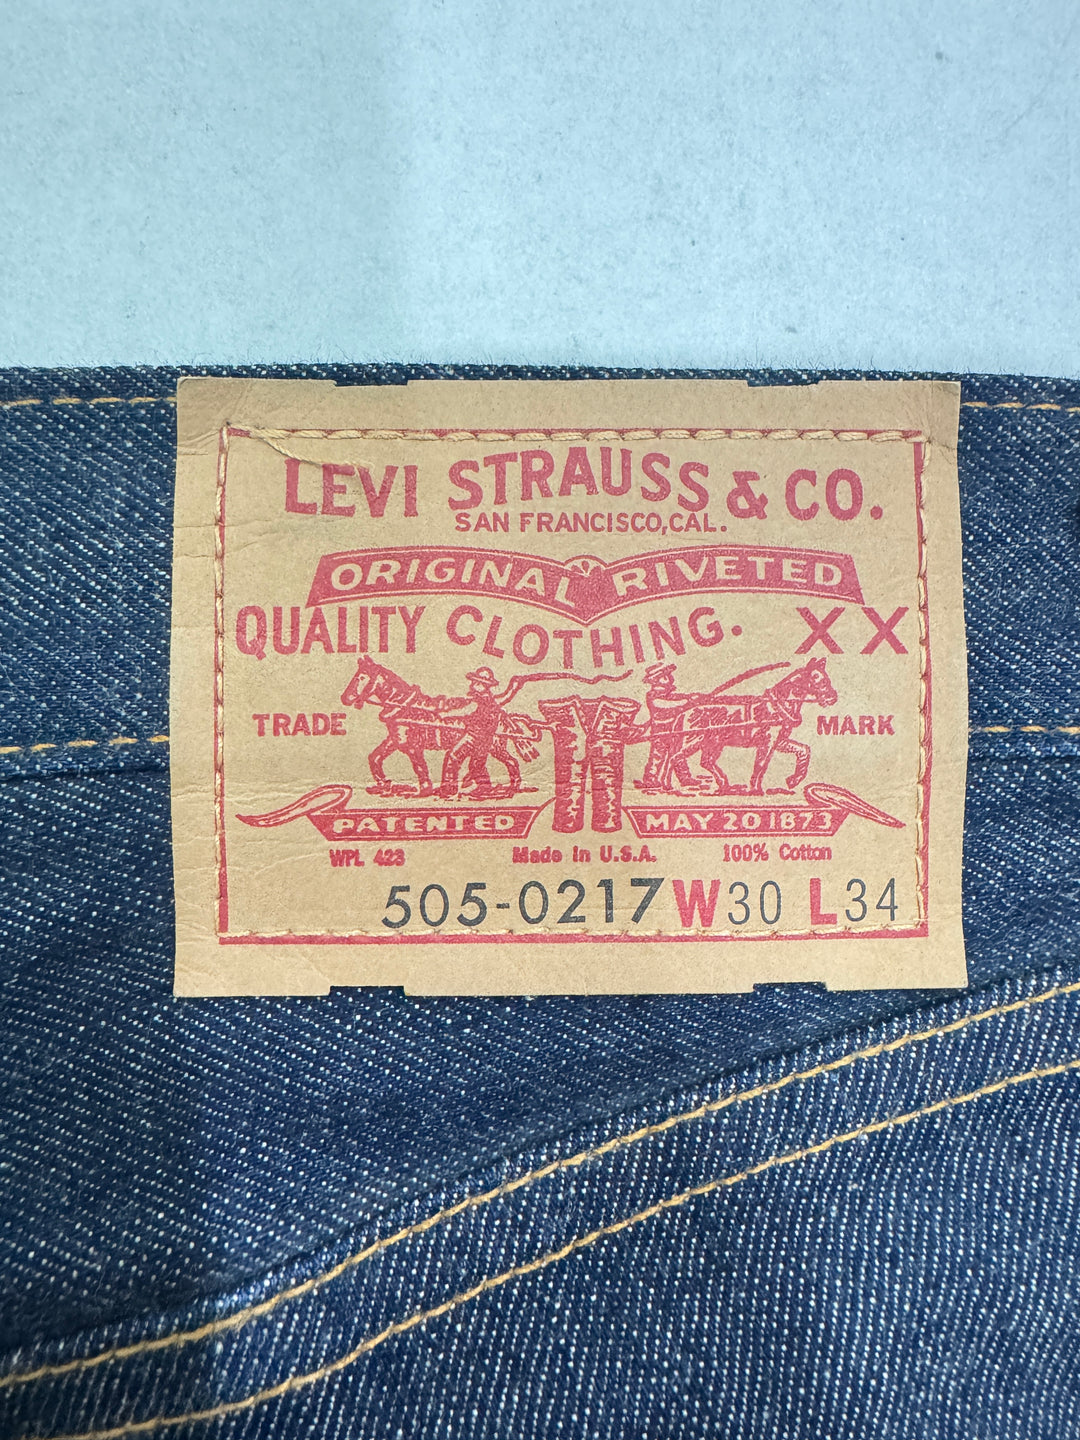 LEVI STRAUSS & CO.
SAN FRANCISCO, CAL.
ORIGINAL RIVETED
QUALITY CLOTHING. XX
TRADE MARK
PATENTED MAY 20 1873
WPL 423 Made in U.S.A. 100% Cotton
505-0217 W30 L34